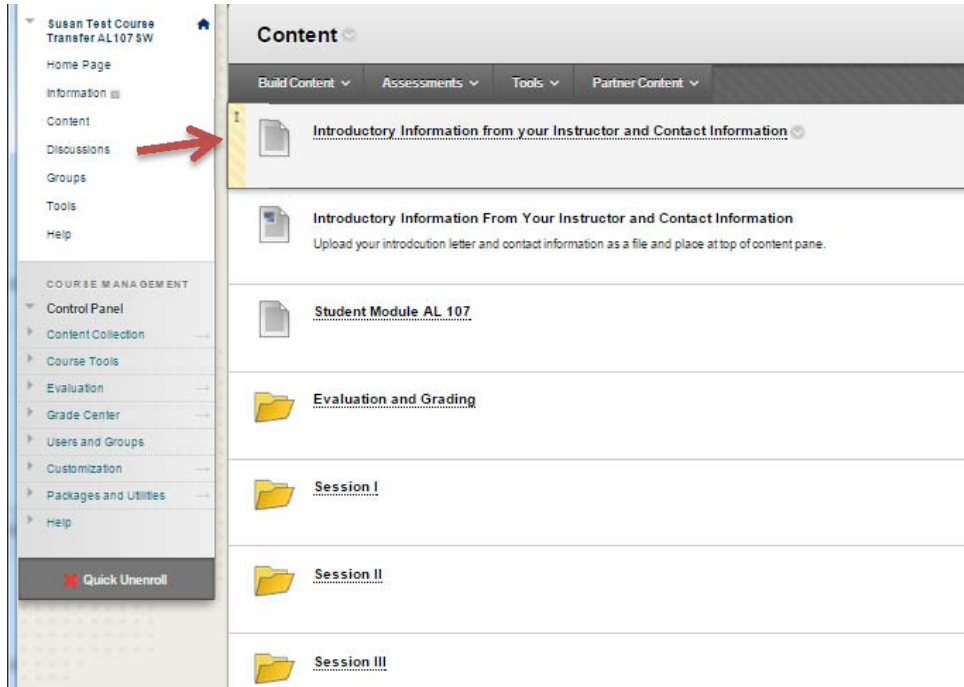 Susan Test Course
Transfer AL107 SW
Home Page
Information
Content
Discussions
Groups
Tools
Help
COURSE MANAGEMENT
Control Panel
Content Collection
Course Tools
Evaluation
Grade Center
Users and Groups
Customization
Packages and Utilities
Help
Quick Unenroll
Content
Build Content
Assessments
Tools
Partner Content
Introductory Information from your Instructor and Contact Information
Introductory Information From Your Instructor and Contact Information
Upload your introdcution letter and contact information as a file and place at top of content pane.
Student Module AL 107
Evaluation and Grading
Session I
Session II
Session III